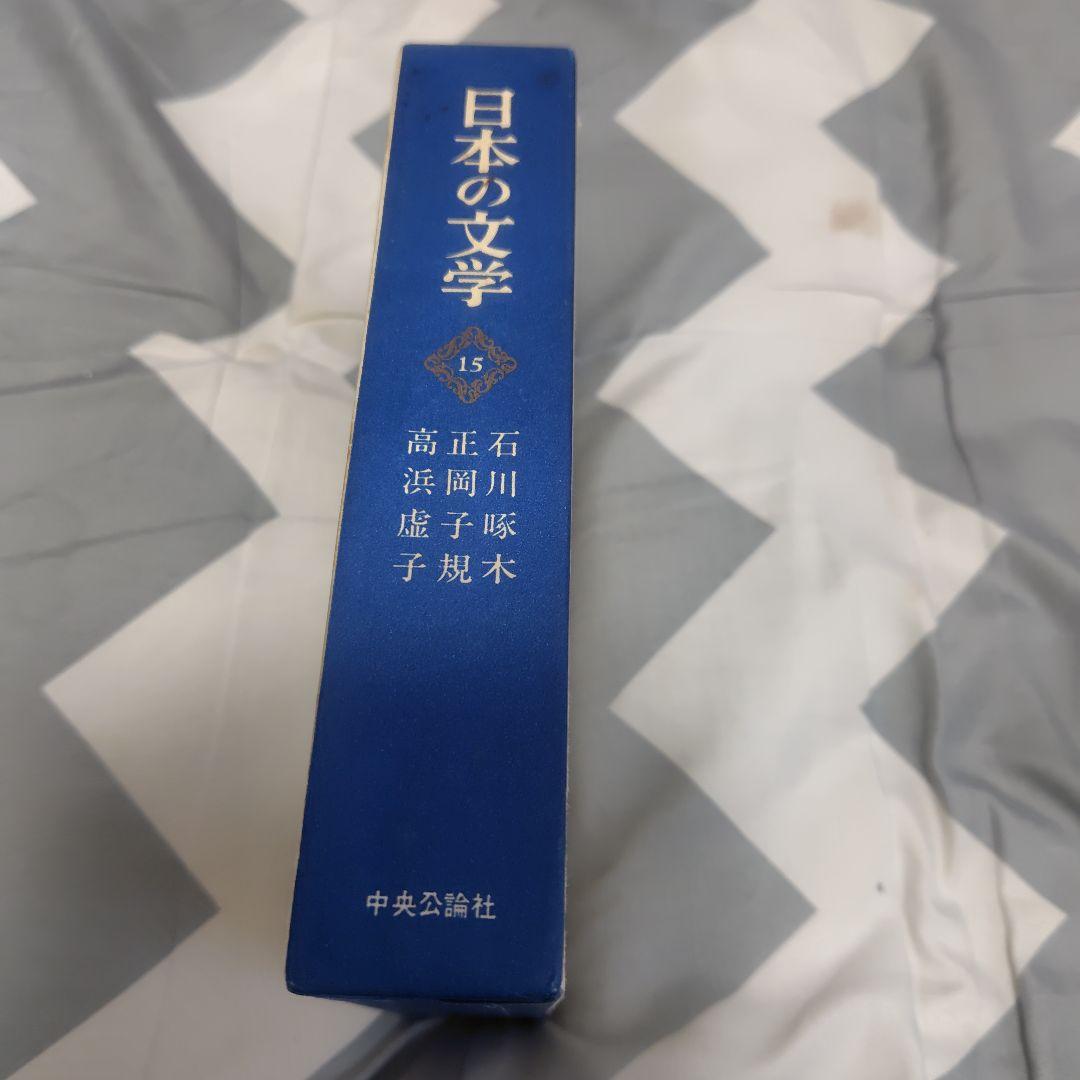 日本の文学
15
石川啄木
正岡子規
高浜虚子
中央公論社